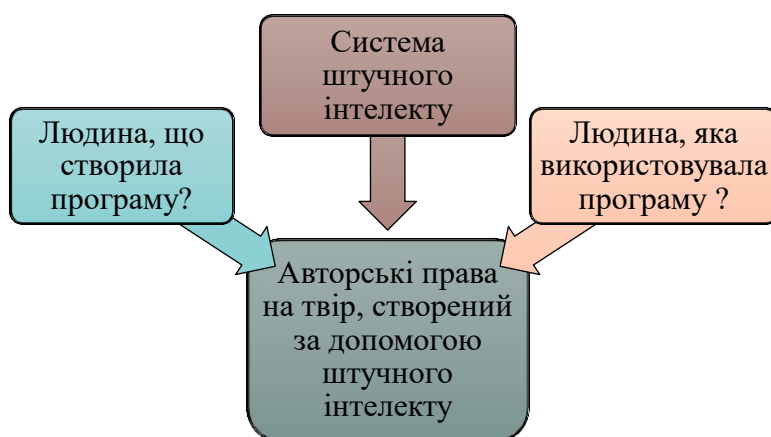 Система
штучного
інтелекту
Людина, що
створила
програму?
Людина, яка
використовувала
програму ?
Авторські права
на твір, створений
за допомогою
штучного
інтелекту